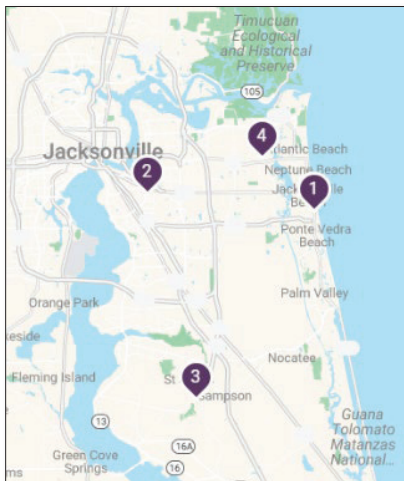 Timucuan
Ecological
and Historical
Preserve
105
4
Atlantic Beach
Jacksonville
2
Neptune Beach
1
Ponte Vedra
Beach
Palm Valley
Orange Park
Nocatee
Fleming Island
3
St
Sampson
13
Guana
Tolomato
Matanzas
National...
16A
Green Cove
Springs
16